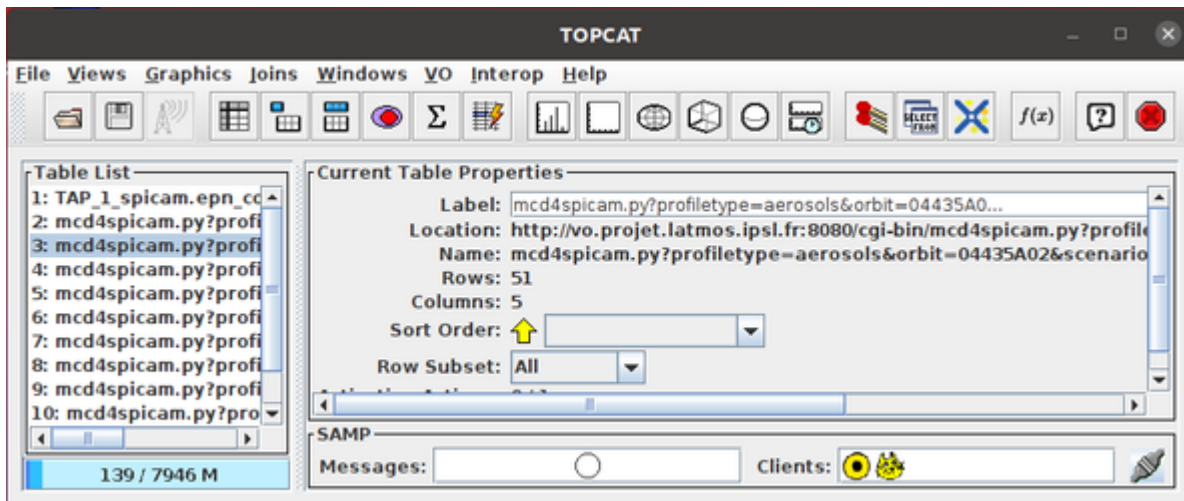 TOPCAT
File Views Graphics Joins Windows VO Interop Help
Σ SELECT FROM f(x) ?
Table List
1: TAP_1_spicam.epn_cc
2: mcd4spicam.py?profi
3: mcd4spicam.py?profi
4: mcd4spicam.py?profi
5: mcd4spicam.py?profi
6: mcd4spicam.py?profi
7: mcd4spicam.py?profi
8: mcd4spicam.py?profi
9: mcd4spicam.py?profi
10: mcd4spicam.py?pro
139 / 7946 M
Current Table Properties
Label: mcd4spicam.py?profiletype=aerosols&orbit=04435A0...
Location: http://vo.projet.latmos.ipsl.fr:8080/cgi-bin/mcd4spicam.py?profile
Name: mcd4spicam.py?profiletype=aerosols&orbit=04435A02&scenario
Rows: 51
Columns: 5
Sort Order:
Row Subset: All
SAMP
Messages: Clients: